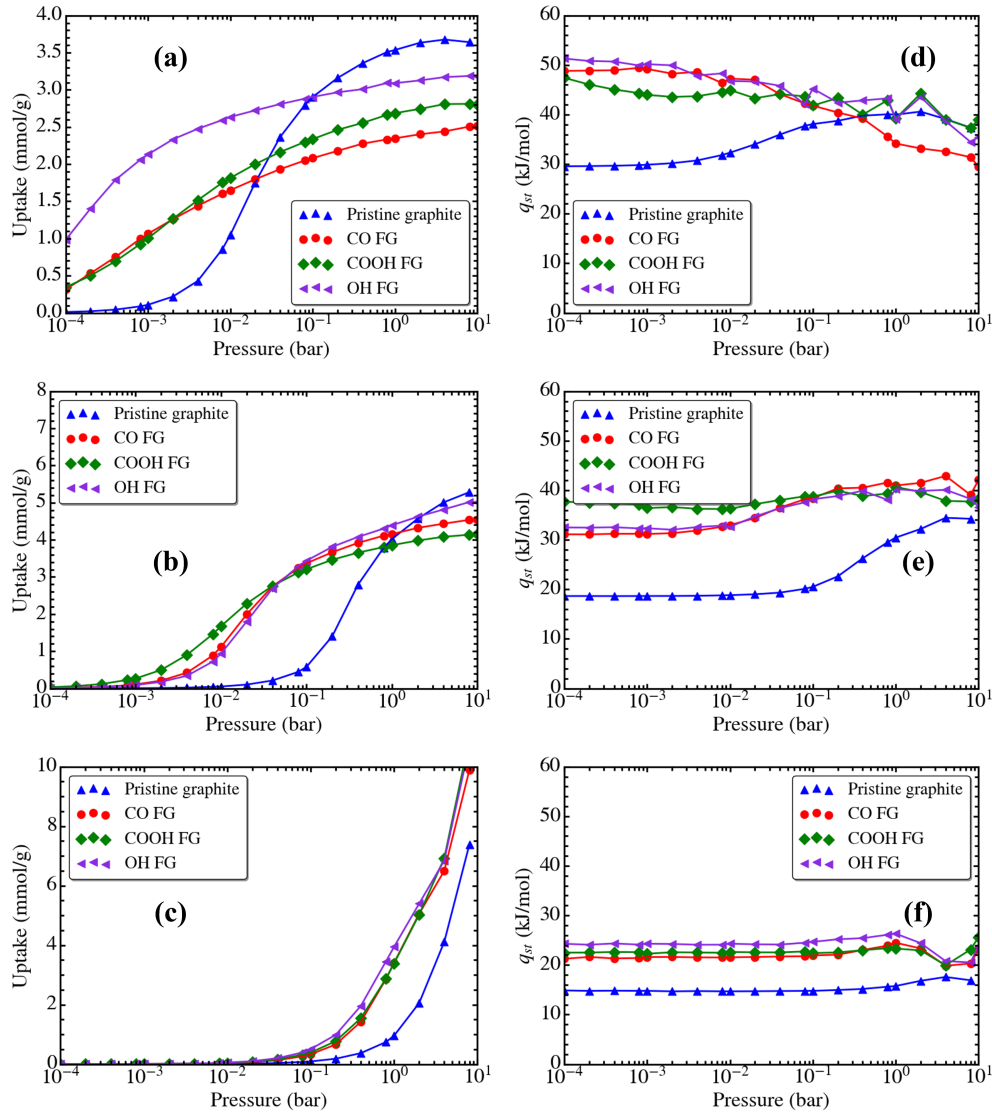 4.0
3.5
3.0
2.5
2.0
1.5
1.0
0.5
0.0
Uptake (mmol/g)
(a)
Pristine graphite
CO FG
COOH FG
OH FG
10⁻⁴ 10⁻³ 10⁻² 10⁻¹ 10⁰ 10¹
Pressure (bar)
60
50
40
30
20
10
0
qst (kJ/mol)
(d)
Pristine graphite
CO FG
COOH FG
OH FG
10⁻⁴ 10⁻³ 10⁻² 10⁻¹ 10⁰ 10¹
Pressure (bar)
8
7
6
5
4
3
2
1
0
Uptake (mmol/g)
Pristine graphite
CO FG
COOH FG
OH FG
(b)
10⁻⁴ 10⁻³ 10⁻² 10⁻¹ 10⁰ 10¹
Pressure (bar)
60
50
40
30
20
10
0
qst (kJ/mol)
Pristine graphite
CO FG
COOH FG
OH FG
(e)
10⁻⁴ 10⁻³ 10⁻² 10⁻¹ 10⁰ 10¹
Pressure (bar)
10
8
6
4
2
0
Uptake (mmol/g)
Pristine graphite
CO FG
COOH FG
OH FG
(c)
10⁻⁴ 10⁻³ 10⁻² 10⁻¹ 10⁰ 10¹
Pressure (bar)
60
50
40
30
20
10
0
qst (kJ/mol)
Pristine graphite
CO FG
COOH FG
OH FG
(f)
10⁻⁴ 10⁻³ 10⁻² 10⁻¹ 10⁰ 10¹
Pressure (bar)